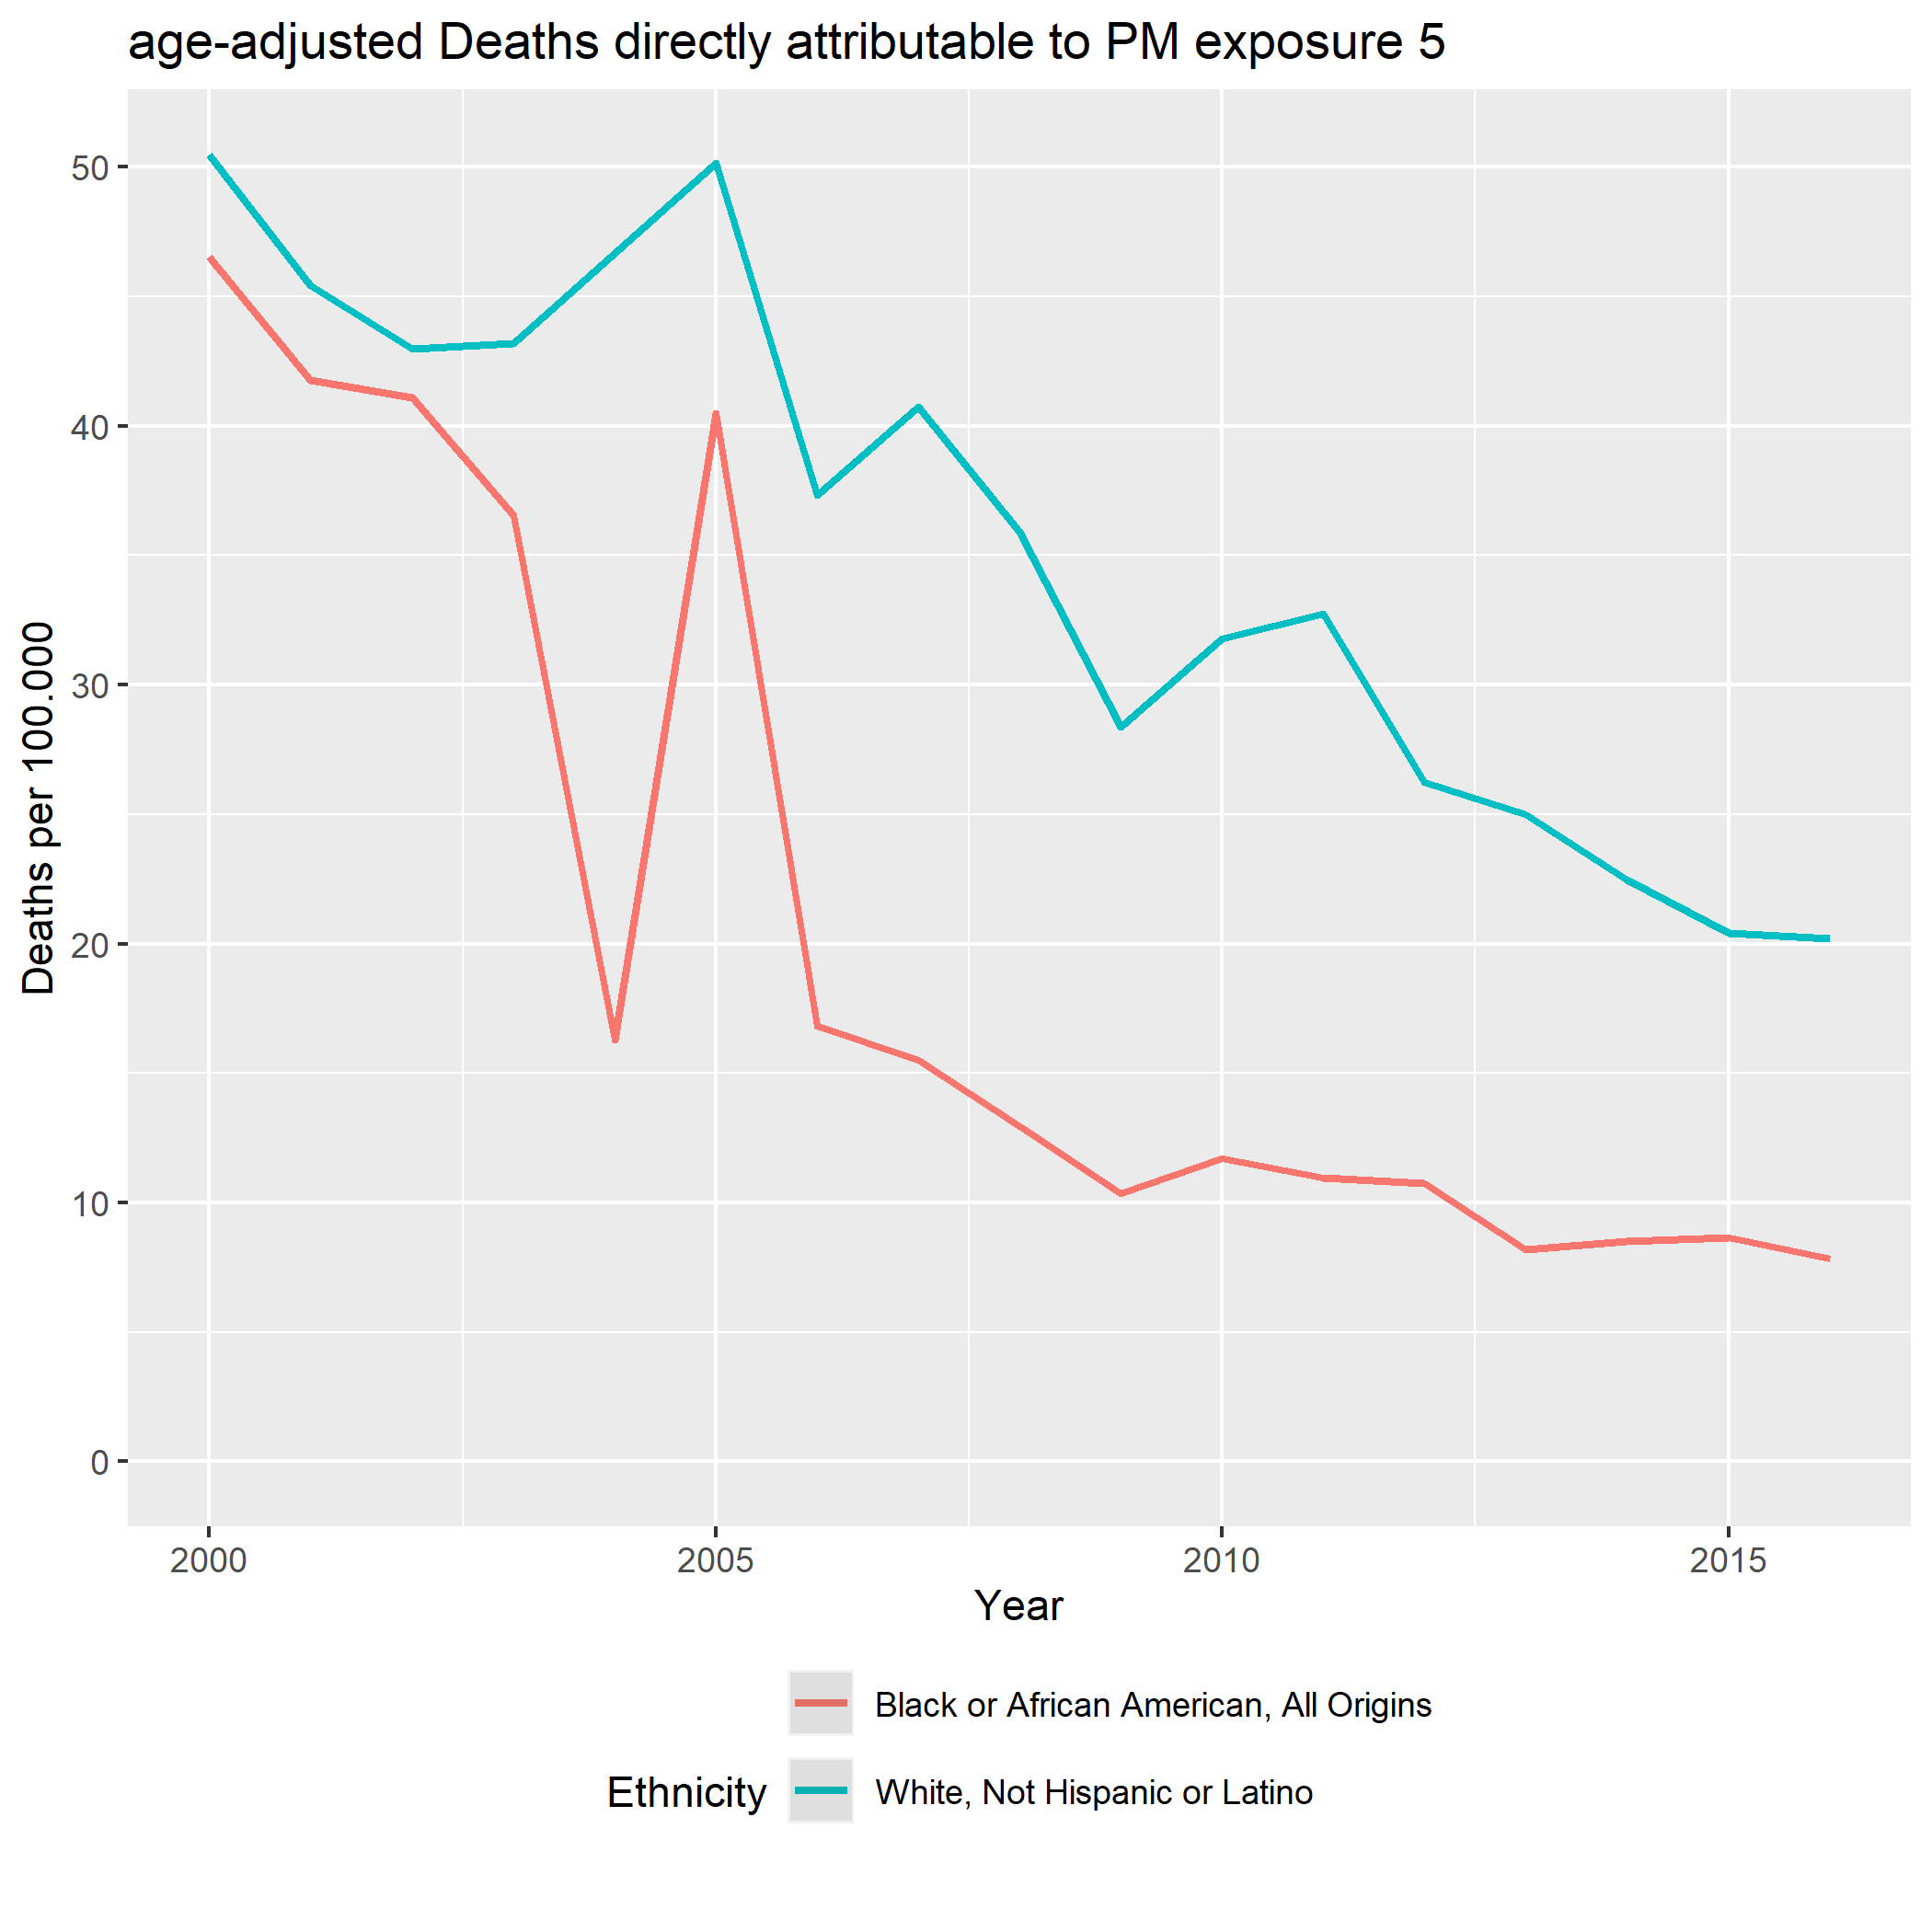 age-adjusted Deaths directly attributable to PM exposure 5
Deaths per 100.000
50
40
30
20
10
0
2000 2005 2010 2015
Year
Ethnicity
Black or African American, All Origins
White, Not Hispanic or Latino